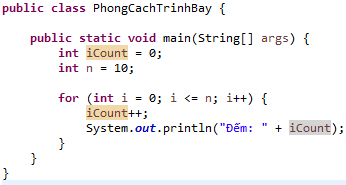 public class PhongCachTrinhBay {
public static void main(String[] args) {
int iCount = 0;
int n = 10;
for (int i = 0; i <= n; i++) {
iCount++;
System.out.println("Đếm: " + iCount);
}
}
}